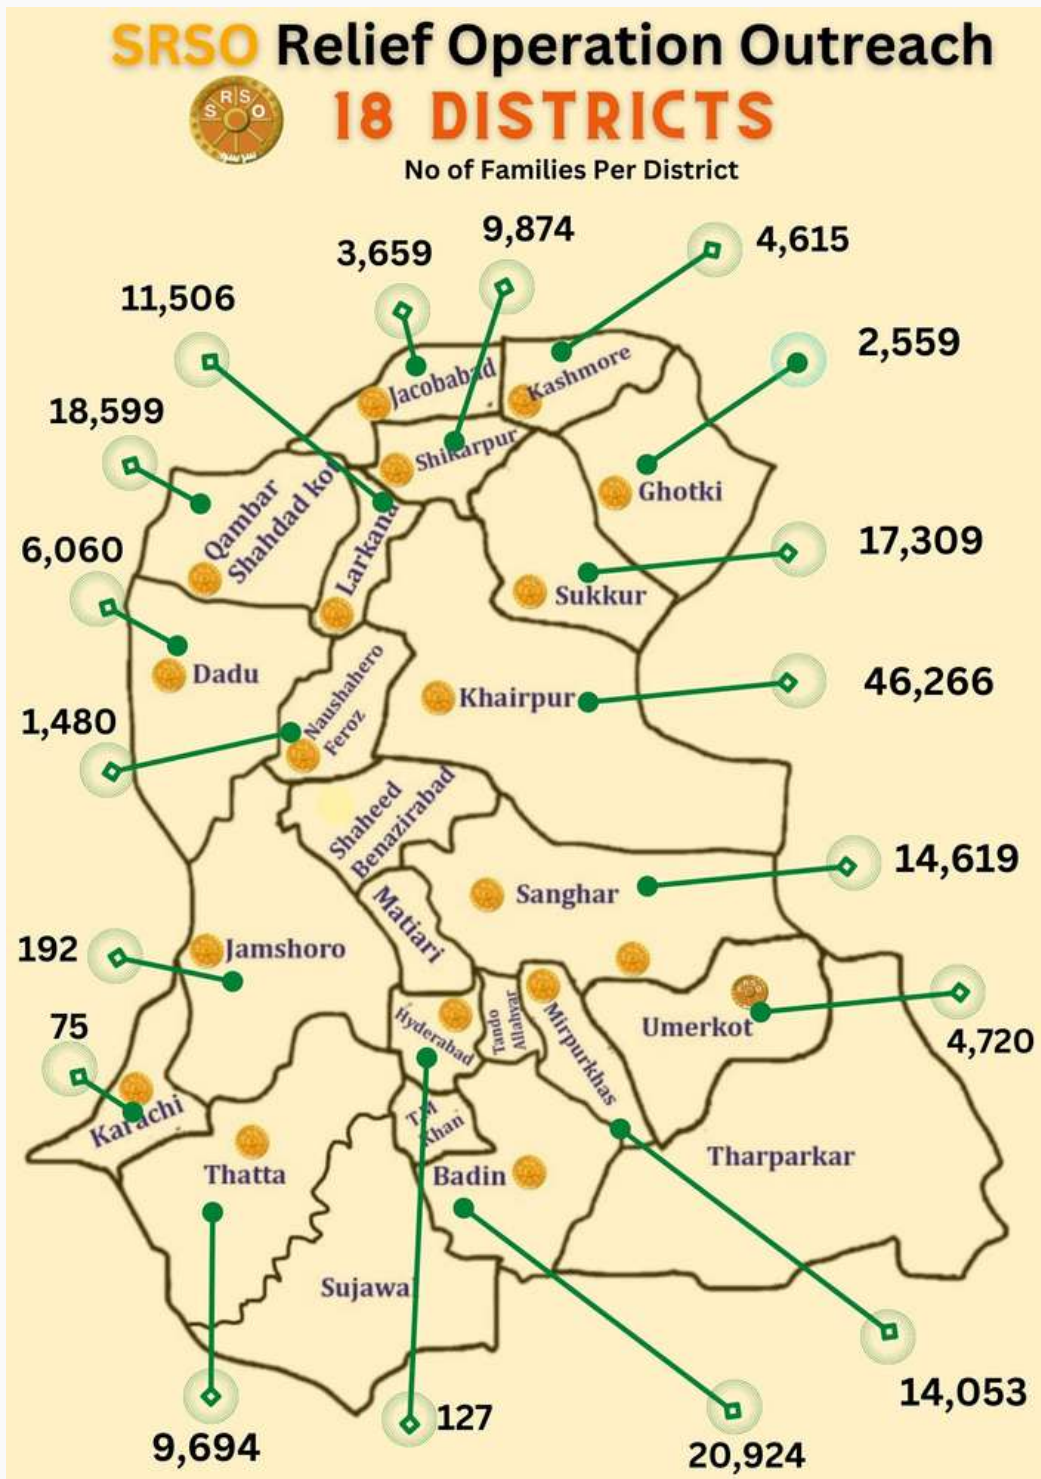 SRSO Relief Operation Outreach
SRSO
سرسو
18 DISTRICTS
No of Families Per District
9,874
4,615
3,659
11,506
2,559
18,599
Jacobabad
Kashmore
Shikarpur
Qambar
Shahdad kot
Ghotki
Larkana
6,060
17,309
Sukkur
Dadu
Naushahero
Feroz
Khairpur
46,266
1,480
Shaheed
Benazirabad
14,619
Sanghar
Matiari
192
Jamshoro
Hyderabad
Tando
Allahyar
Mirpurkhas
Umerkot
4,720
75
Karachi
T.M
Khan
Thatta
Badin
Tharparkar
Sujawal
14,053
127
9,694
20,924